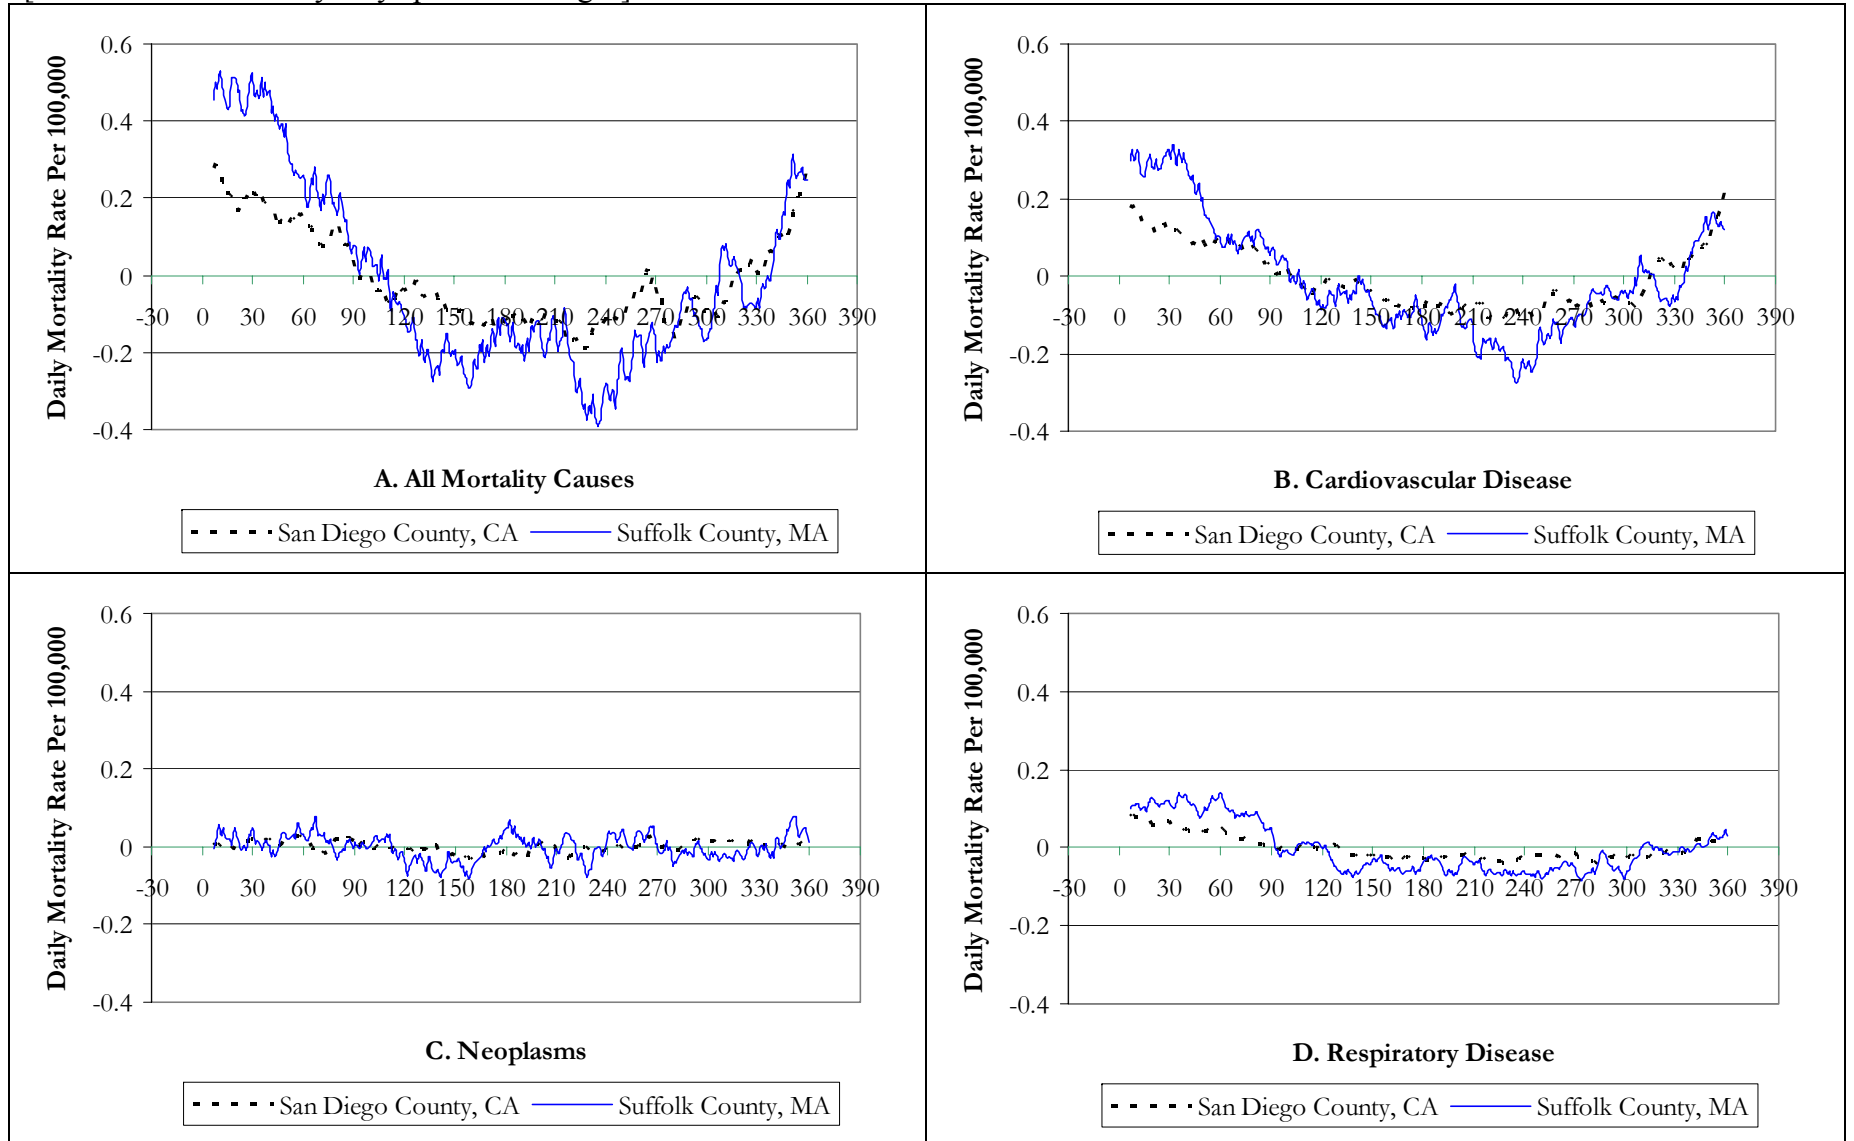 0.6
0.4
0.2
0
-0.2
-0.4
-30 0 30 60 90 120 150 180 210 240 270 300 330 360 390
Daily Mortality Rate Per 100,000
A. All Mortality Causes
San Diego County, CA Suffolk County, MA
0.6
0.4
0.2
0
-0.2
-0.4
-30 0 30 60 90 120 150 180 210 240 270 300 330 360 390
Daily Mortality Rate Per 100,000
B. Cardiovascular Disease
San Diego County, CA Suffolk County, MA
0.6
0.4
0.2
0
-0.2
-0.4
-30 0 30 60 90 120 150 180 210 240 270 300 330 360 390
Daily Mortality Rate Per 100,000
C. Neoplasms
San Diego County, CA Suffolk County, MA
0.6
0.4
0.2
0
-0.2
-0.4
-30 0 30 60 90 120 150 180 210 240 270 300 330 360 390
Daily Mortality Rate Per 100,000
D. Respiratory Disease
San Diego County, CA Suffolk County, MA